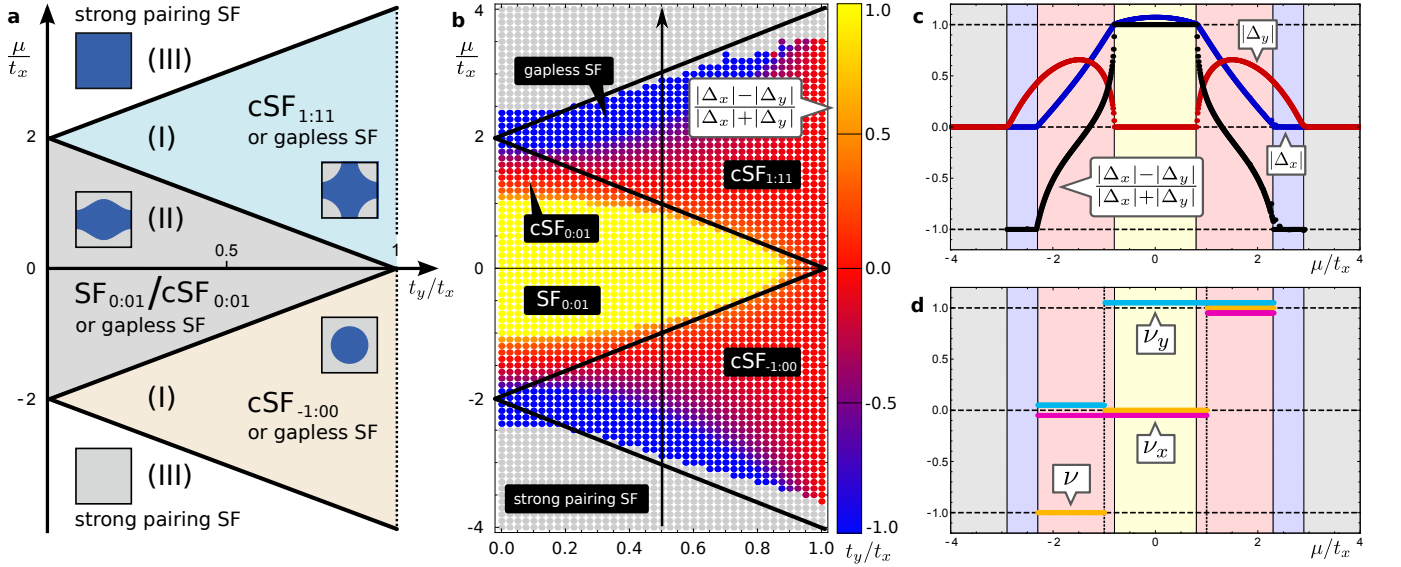 a
strong pairing SF
μ/t_x
(III)
cSF_1:11
or gapless SF
(I)
2
(II)
0.5
1
0
t_y/t_x
SF_0:01/cSF_0:01
or gapless SF
(I)
cSF_-1:00
or gapless SF
-2
(III)
strong pairing SF
b
μ/t_x
4
2
0
-2
-4
gapless SF
|Δ_x|−|Δ_y|
|Δ_x|+|Δ_y|
cSF_1:11
cSF_0:01
SF_0:01
cSF_-1:00
strong pairing SF
0.0 0.2 0.4 0.6 0.8 1.0
t_y/t_x
1.0
0.5
0.0
-0.5
-1.0
c
1.0
0.5
0.0
-0.5
-1.0
|Δ_y|
|Δ_x|
|Δ_x|−|Δ_y|
|Δ_x|+|Δ_y|
-4 -2 0 2 4
μ/t_x
d
1.0
0.5
0.0
-0.5
-1.0
ν_y
ν_x
ν
-4 -2 0 2 4
μ/t_x